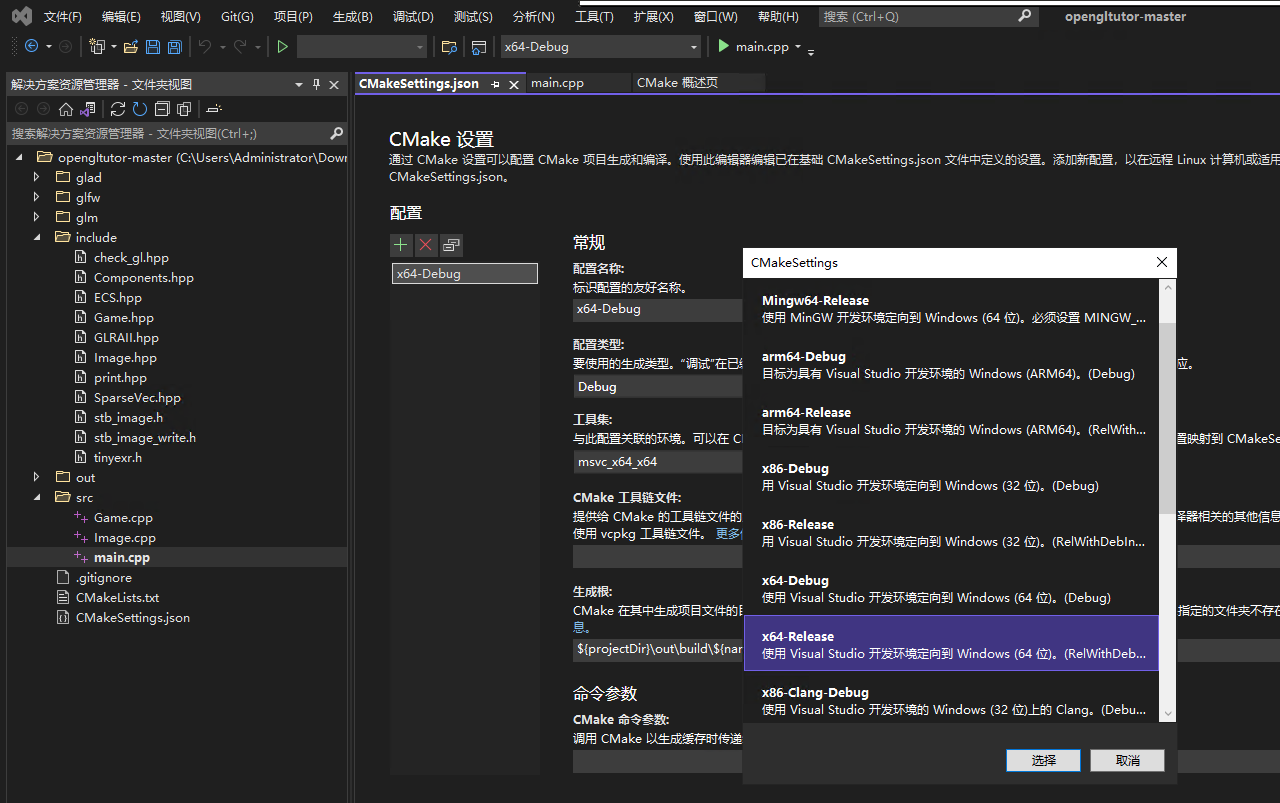 文件(F) 编辑(E) 视图(V) Git(G) 项目(P) 生成(B) 调试(D) 测试(S) 分析(N) 工具(T) 扩展(X) 窗口(W) 帮助(H) 搜索 (Ctrl+Q) opengltutor-master
x64-Debug main.cpp
解决方案资源管理器 - 文件夹视图
搜索解决方案资源管理器 - 文件夹视图(Ctrl+;)
opengltutor-master (C:\Users\Administrator\Dow
glad
glfw
glm
include
check_gl.hpp
Components.hpp
ECS.hpp
Game.hpp
GLRAII.hpp
Image.hpp
print.hpp
SparseVec.hpp
stb_image.h
stb_image_write.h
tinyexr.h
out
src
Game.cpp
Image.cpp
main.cpp
.gitignore
CMakeLists.txt
CMakeSettings.json
CMakeSettings.json main.cpp CMake 概述页
CMake 设置
通过 CMake 设置可以配置 CMake 项目生成和编译。使用此编辑器编辑已在基础 CMakeSettings.json 文件中定义的设置。添加新配置，以在远程 Linux 计算机或适用
CMakeSettings.json。
配置
x64-Debug
常规
配置名称:
标识配置的友好名称。
x64-Debug
配置类型:
要使用的生成类型。“调试”在已 应。
Debug
工具集:
与此配置关联的环境。可以在 C 置映射到 CMakeSe
msvc_x64_x64
CMake 工具链文件:
提供给 CMake 的工具链文件的 译器相关的其他信息
使用 vcpkg 工具链文件。 更多
生成根:
CMake 在其中生成项目文件的 指定的文件夹不存在
息。
${projectDir}\out\build\${nar
命令参数
CMake 命令参数:
调用 CMake 以生成缓存时传递
CMakeSettings
Mingw64-Release
使用 MinGW 开发环境定向到 Windows (64 位)。必须设置 MINGW_...
arm64-Debug
目标为具有 Visual Studio 开发环境的 Windows (ARM64)。(Debug)
arm64-Release
目标为具有 Visual Studio 开发环境的 Windows (ARM64)。(RelWith...
x86-Debug
用 Visual Studio 开发环境定向到 Windows (32 位)。(Debug)
x86-Release
用 Visual Studio 开发环境定向到 Windows (32 位)。(RelWithDebIn...
x64-Debug
使用 Visual Studio 开发环境定向到 Windows (64 位)。(Debug)
x64-Release
使用 Visual Studio 开发环境定向到 Windows (64 位)。(RelWithDeb...
x86-Clang-Debug
使用 Visual Studio 开发环境的 Windows (32 位)上的 Clang。(Debu...
选择 取消